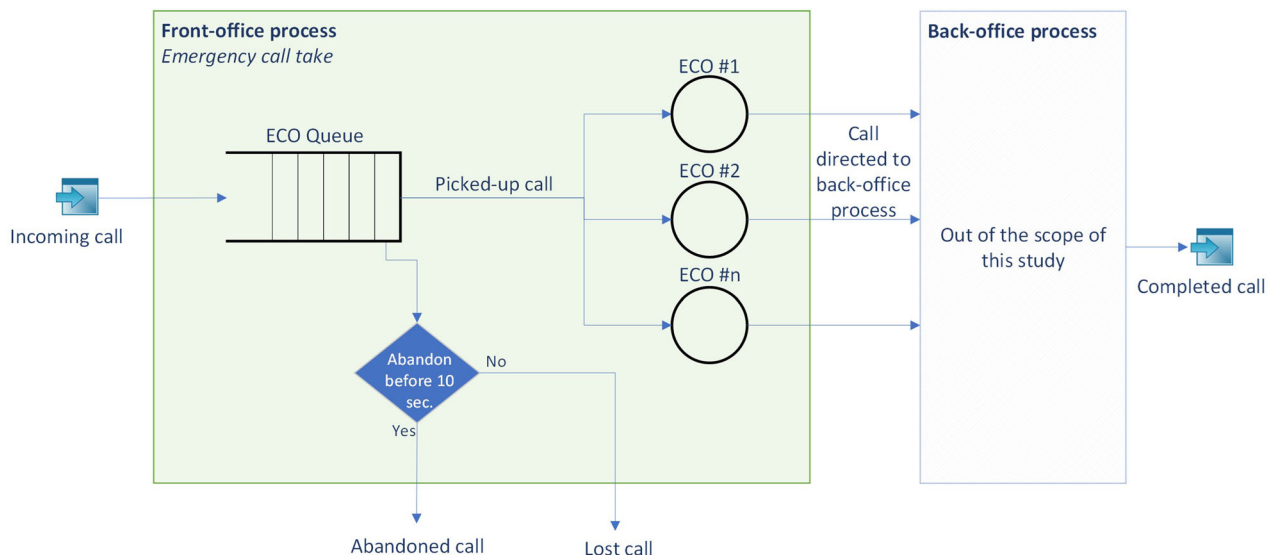 Front-office process
Emergency call take
Back-office process
ECO #1
ECO Queue
Call
directed to
back-office
process
Picked-up call
ECO #2
Incoming call
Out of the scope of
this study
ECO #n
Completed call
Abandon
before 10
sec.
No
Yes
Abandoned call
Lost call